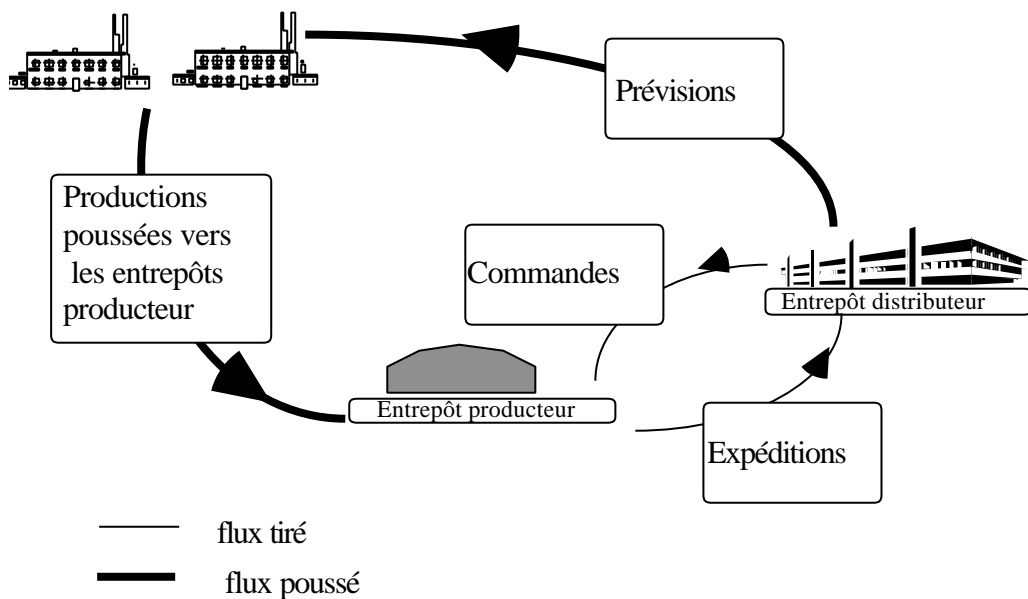 Prévisions
Productions
poussées vers
les entrepôts
producteur
Commandes
Entrepôt distributeur
Entrepôt producteur
Expéditions
flux tiré
flux poussé